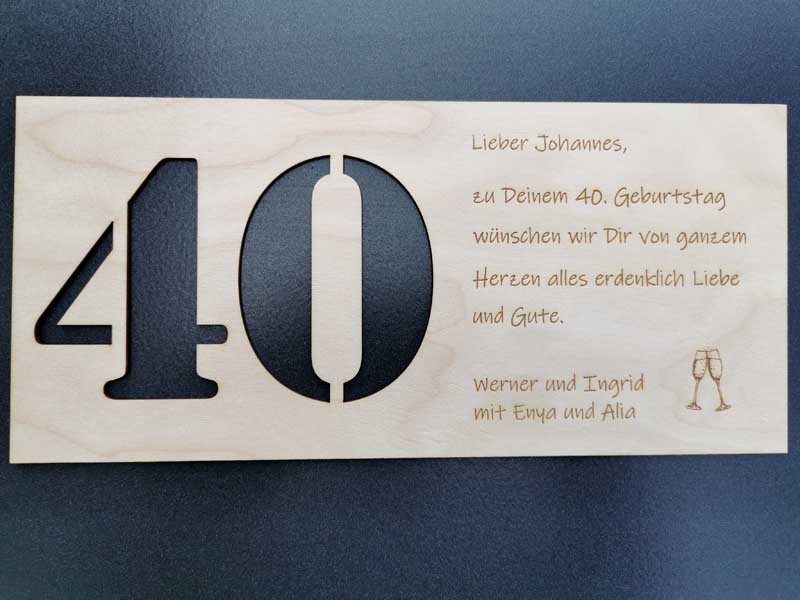 40
Lieber Johannes,
zu Deinem 40. Geburtstag
wünschen wir Dir von ganzem
Herzen alles erdenklich Liebe
und Gute.
Werner und Ingrid
mit Enya und Alia